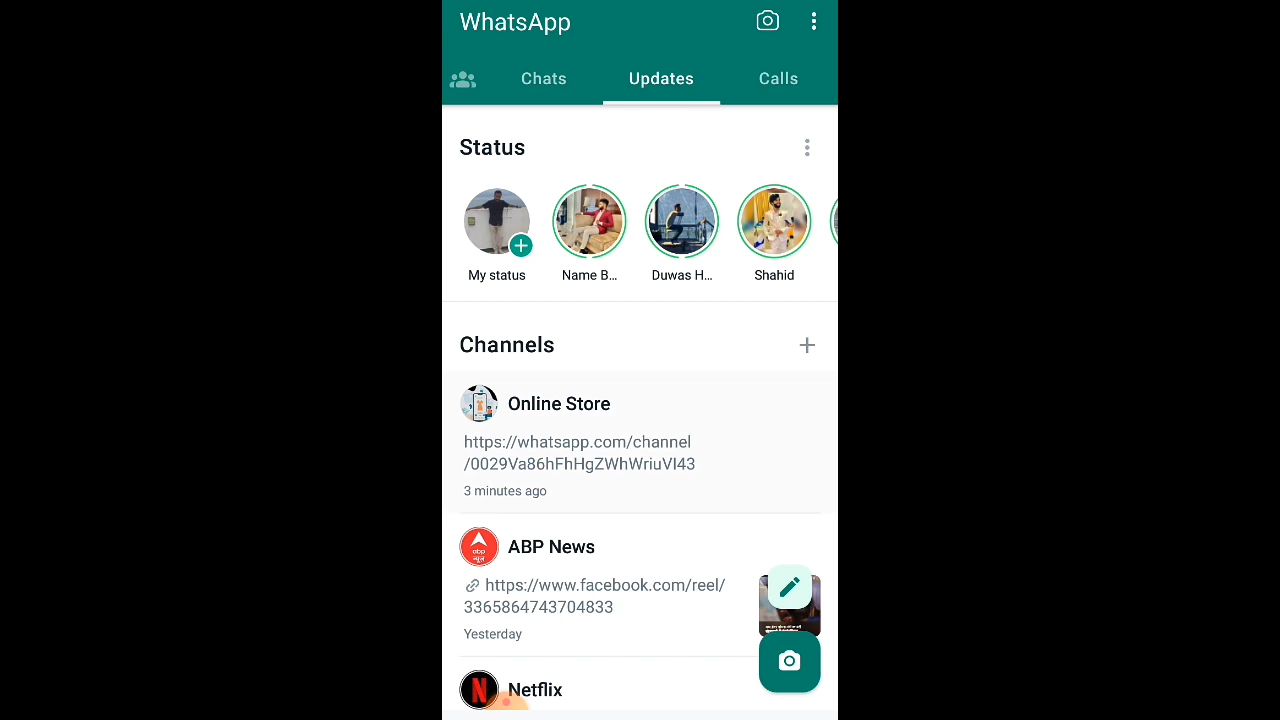 WhatsApp
Chats
Updates
Calls
Status
My status
Name B...
Duwas H...
Shahid
Channels
Online Store
https://whatsapp.com/channel
/0029Va86hFhHgZWhWriuVI43
3 minutes ago
ABP News
abp
न्यूज़
https://www.facebook.com/reel/
3365864743704833
Yesterday
N
Netflix